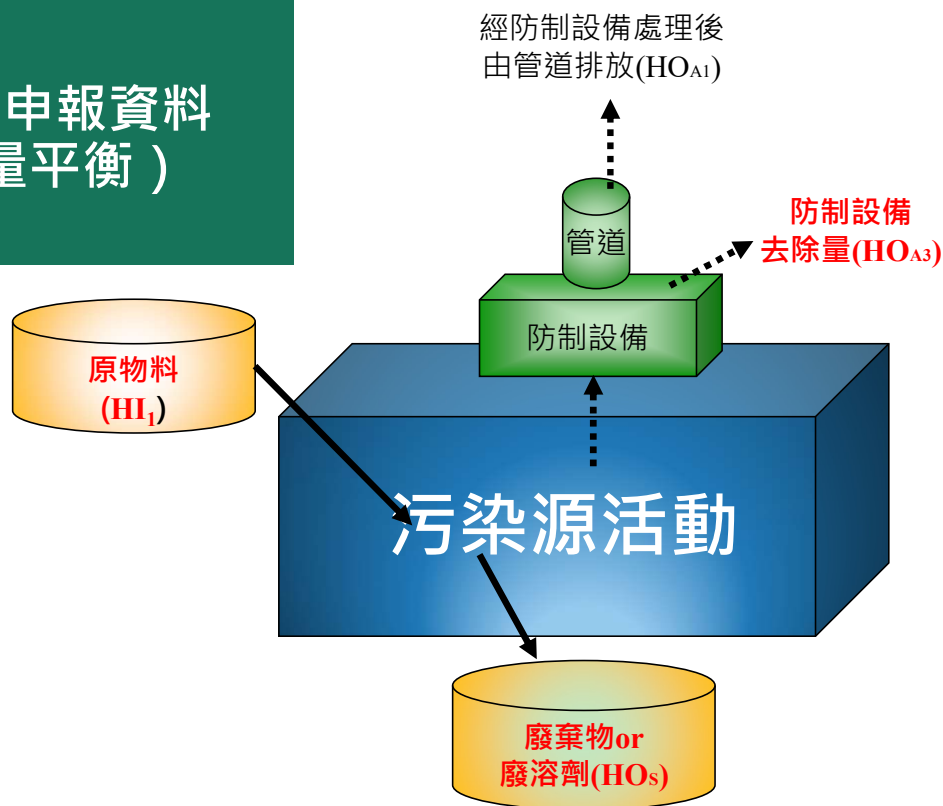 經防制設備處理後
由管道排放(HOA1)
申報資料
量平衡）
管道
防制設備
去除量(HOA3)
防制設備
原物料
(HI1)
污染源活動
廢棄物or
廢溶劑(HOS)